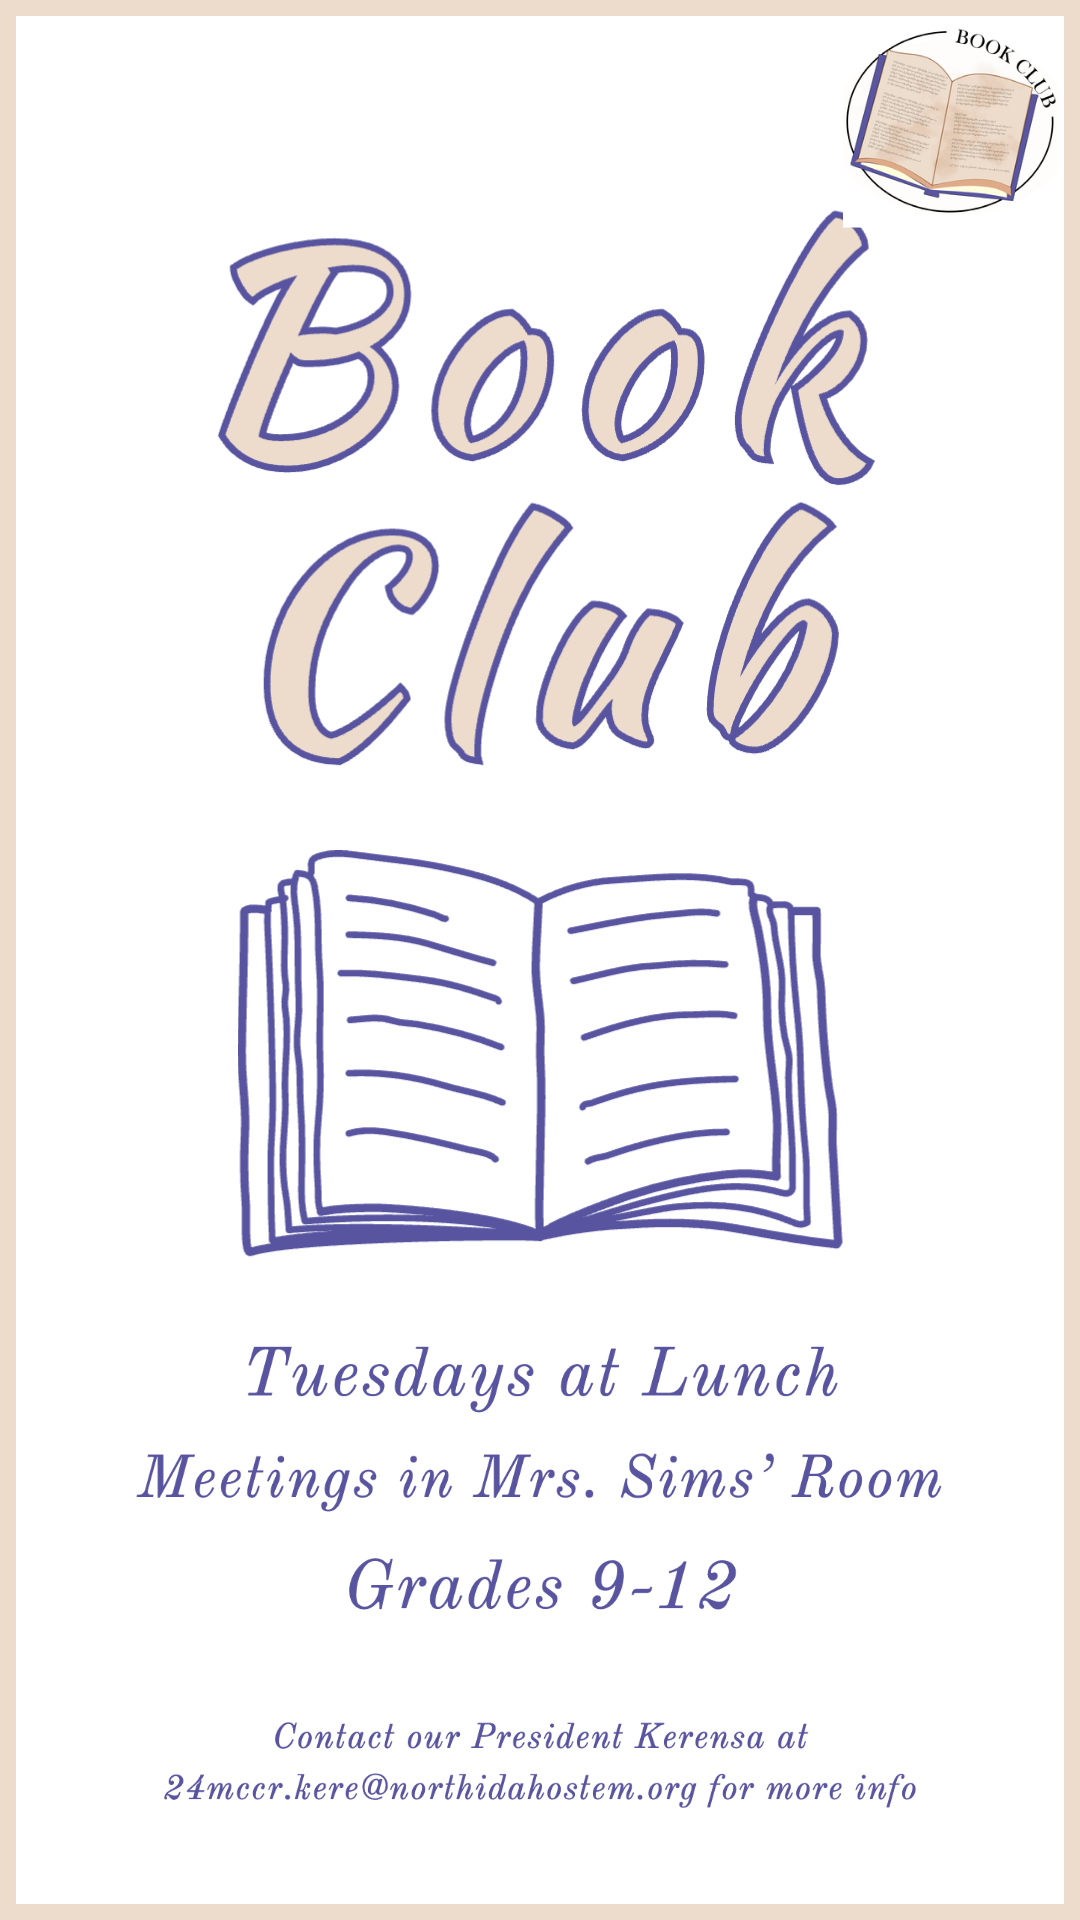 BOOK CLUB
Book
Club
Tuesdays at Lunch
Meetings in Mrs. Sims’ Room
Grades 9-12
Contact our President Kerensa at
24mccr.kere@northidahostem.org for more info